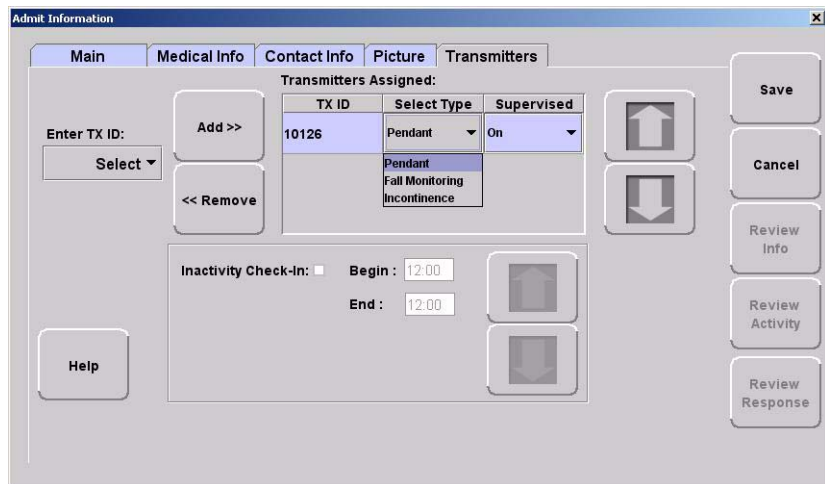 Admit Information
Main Medical Info Contact Info Picture Transmitters
Transmitters Assigned:
TX ID Select Type Supervised
10126 Pendant On
Pendant
Fall Monitoring
Incontinence
Enter TX ID:
Select
Add >>
<< Remove
Inactivity Check-In: Begin : 12:00
End : 12:00
Help
Save
Cancel
Review
Info
Review
Activity
Review
Response